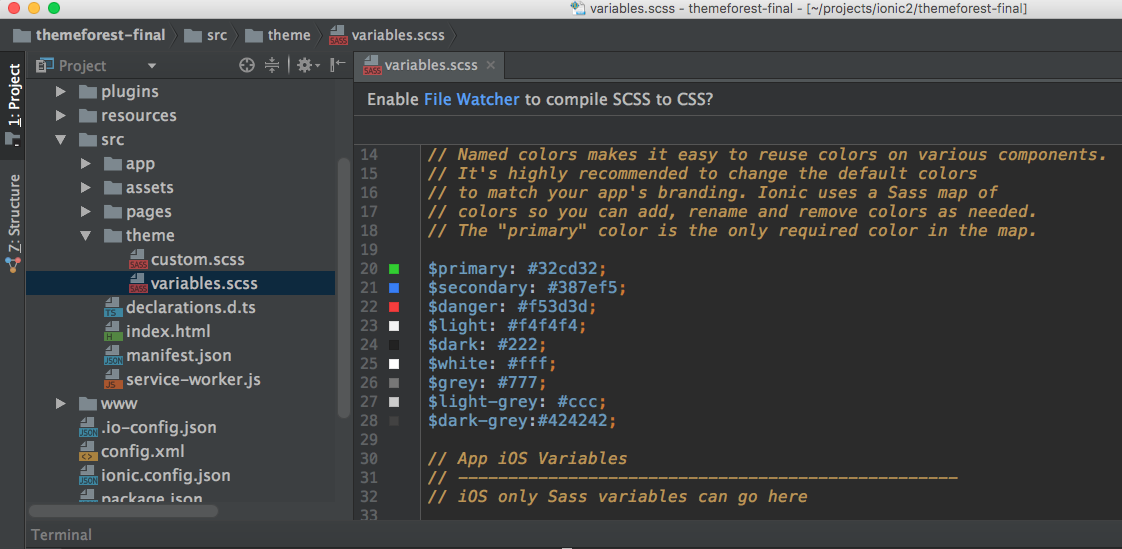 variables.scss - themeforest-final - [~/projects/ionic2/themeforest-final]
themeforest-final src theme variables.scss
1: Project
7: Structure
Project
plugins
resources
src
app
assets
pages
theme
custom.scss
variables.scss
declarations.d.ts
index.html
manifest.json
service-worker.js
www
.io-config.json
config.xml
ionic.config.json
package.json
variables.scss
Enable File Watcher to compile SCSS to CSS?
14 // Named colors makes it easy to reuse colors on various components.
15 // It's highly recommended to change the default colors
16 // to match your app's branding. Ionic uses a Sass map of
17 // colors so you can add, rename and remove colors as needed.
18 // The "primary" color is the only required color in the map.
19
20 $primary: #32cd32;
21 $secondary: #387ef5;
22 $danger: #f53d3d;
23 $light: #f4f4f4;
24 $dark: #222;
25 $white: #fff;
26 $grey: #777;
27 $light-grey: #ccc;
28 $dark-grey:#424242;
29
30 // App iOS Variables
31 // --------------------------------------------------
32 // iOS only Sass variables can go here
33
Terminal